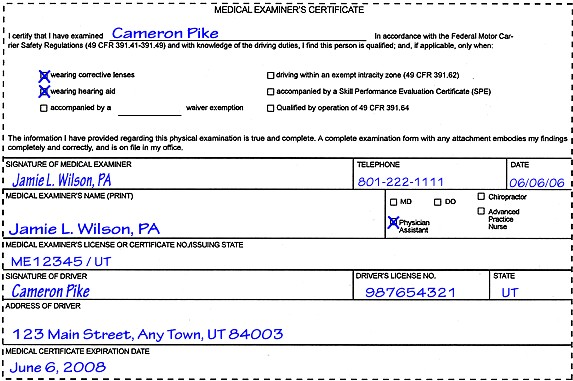 MEDICAL EXAMINER'S CERTIFICATE
I certify that I have examined Cameron Pike In accordance with the Federal Motor Car-
rier Safety Regulations (49 CFR 391.41-391.49) and with knowledge of the driving duties, I find this person is qualified; and, if applicable, only when:
wearing corrective lenses driving within an exempt intracity zone (49 CFR 391.62)
wearing hearing aid accompanied by a Skill Performance Evaluation Certificate (SPE)
accompanied by a waiver exemption Qualified by operation of 49 CFR 391.64
The information I have provided regarding this physical examination is true and complete. A complete examination form with any attachment embodies my findings
completely and correctly, and is on file in my office.
SIGNATURE OF MEDICAL EXAMINER TELEPHONE DATE
Jamie L. Wilson, PA 801-222-1111 06/06/06
MEDICAL EXAMINER'S NAME (PRINT)
MD DO Chiropractor
Jamie L. Wilson, PA Physician Assistant Advanced Practice Nurse
MEDICAL EXAMINER'S LICENSE OR CERTIFICATE NO./ISSUING STATE
ME12345 / UT
SIGNATURE OF DRIVER DRIVER'S LICENSE NO. STATE
Cameron Pike 987654321 UT
ADDRESS OF DRIVER
123 Main Street, Any Town, UT 84003
MEDICAL CERTIFICATE EXPIRATION DATE
June 6, 2008